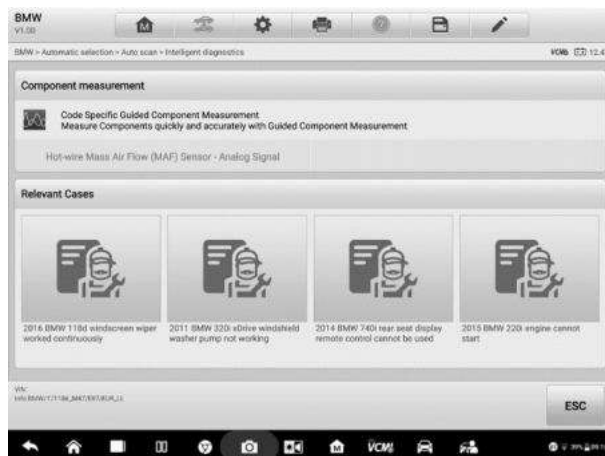 BMW
V1.00
BMW > Automatic selection > Auto scan > Intelligent diagnostics
VCMI 12.4
Component measurement
Code Specific Guided Component Measurement
Measure Components quickly and accurately with Guided Component Measurement
Hot-wire Mass Air Flow (MAF) Sensor - Analog Signal
Relevant Cases
2016 BMW 118d windscreen wiper
worked continuously
2011 BMW 320i xDrive windshield
washer pump not working
2014 BMW 740i rear seat display
remote control cannot be used
2015 BMW 220i engine cannot
start
VIN:
ESC
VCMI